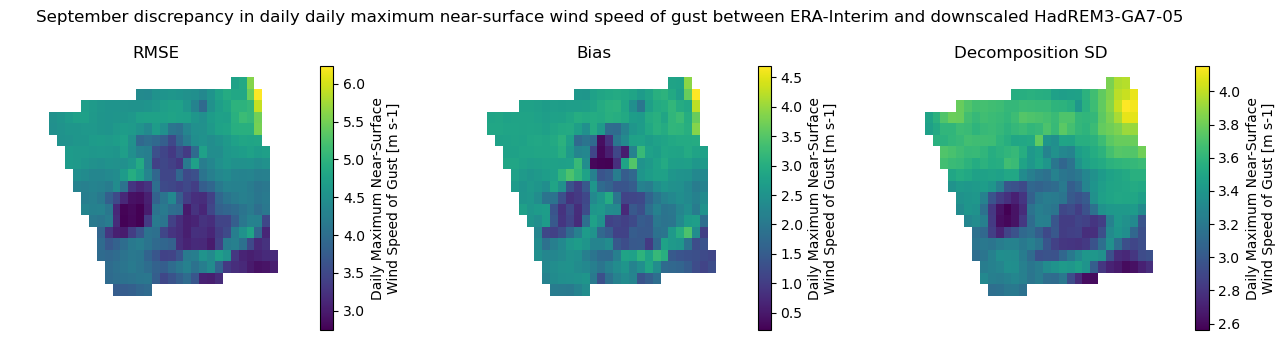 September discrepancy in daily daily maximum near-surface wind speed of gust between ERA-Interim and downscaled HadREM3-GA7-05
RMSE
6.0
5.5
5.0
4.5
4.0
3.5
3.0
Daily Maximum Near-Surface
Wind Speed of Gust [m s-1]
Bias
4.5
4.0
3.5
3.0
2.5
2.0
1.5
1.0
0.5
Daily Maximum Near-Surface
Wind Speed of Gust [m s-1]
Decomposition SD
4.0
3.8
3.6
3.4
3.2
3.0
2.8
2.6
Daily Maximum Near-Surface
Wind Speed of Gust [m s-1]